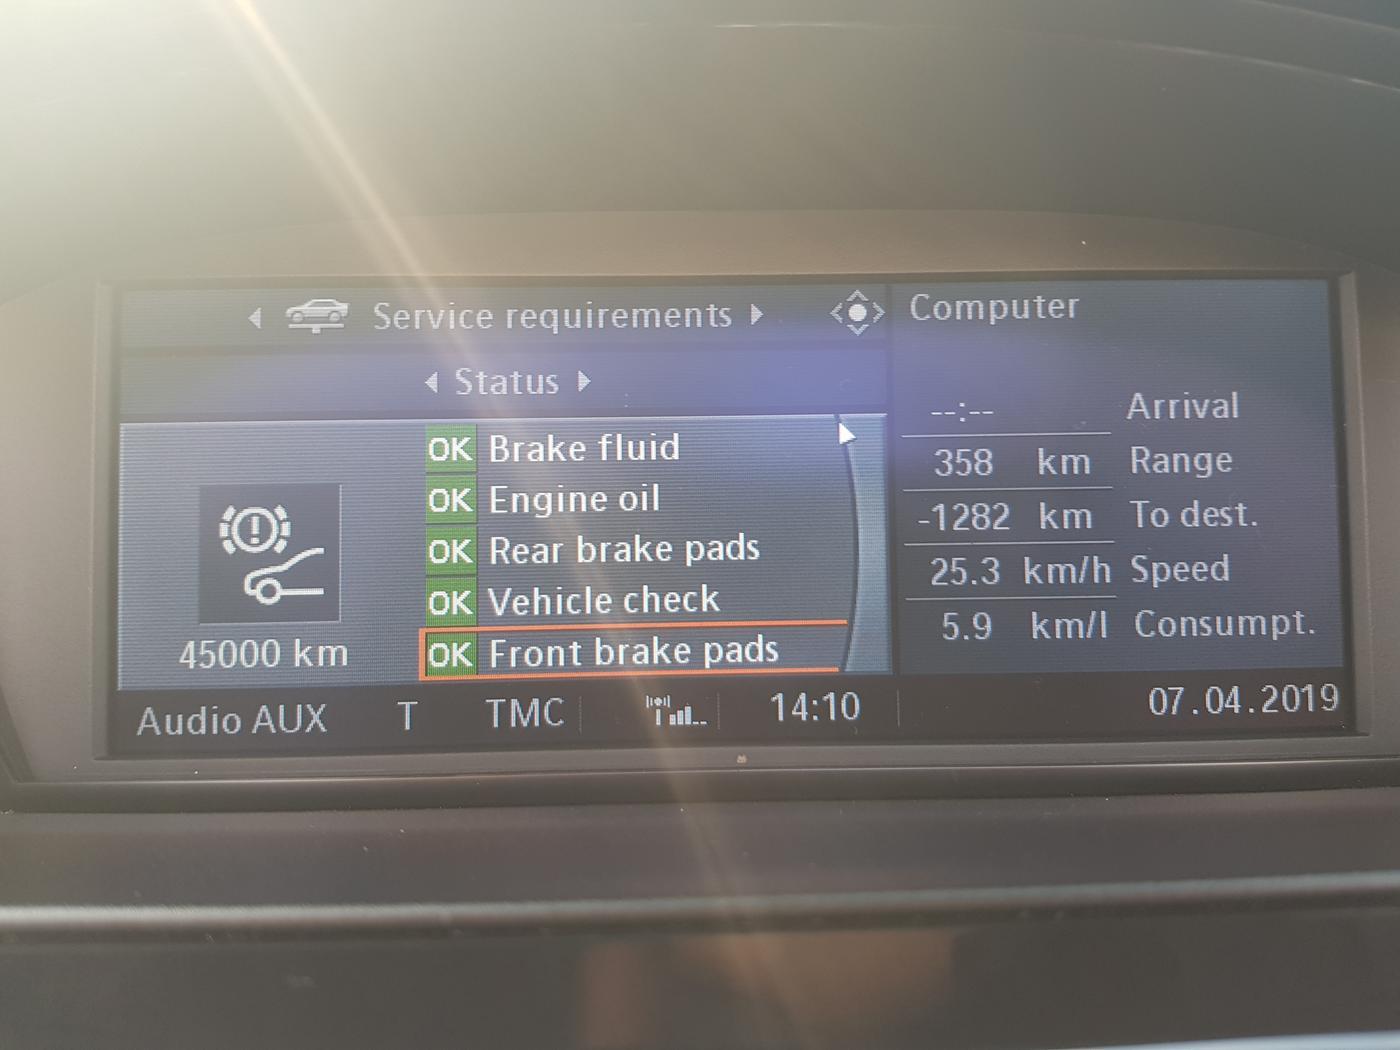 Service requirements
Status
OK Brake fluid
OK Engine oil
OK Rear brake pads
OK Vehicle check
OK Front brake pads
45000 km
Computer
--:-- Arrival
358 km Range
-1282 km To dest.
25.3 km/h Speed
5.9 km/l Consumpt.
Audio AUX T TMC 14:10 07.04.2019